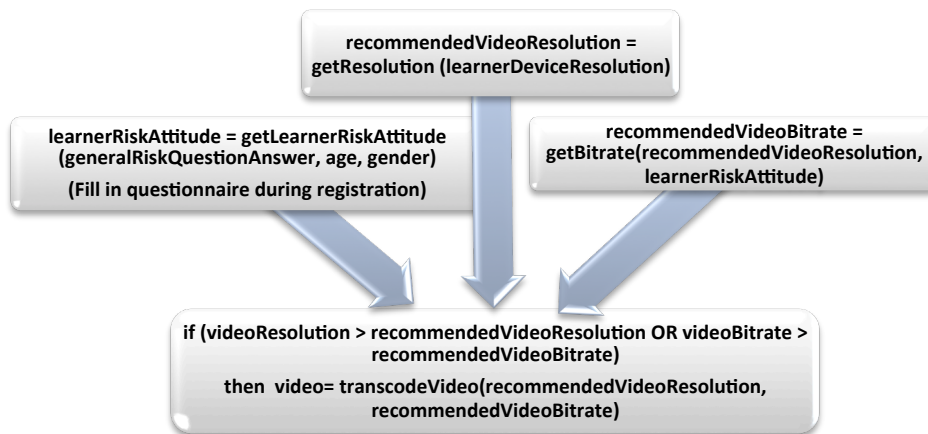 recommendedVideoResolution =
getResolution (learnerDeviceResolution)
learnerRiskAttitude = getLearnerRiskAttitude
(generalRiskQuestionAnswer, age, gender)
(Fill in questionnaire during registration)
recommendedVideoBitrate =
getBitrate(recommendedVideoResolution,
learnerRiskAttitude)
if (videoResolution > recommendedVideoResolution OR videoBitrate >
recommendedVideoBitrate)
then video= transcodeVideo(recommendedVideoResolution,
recommendedVideoBitrate)